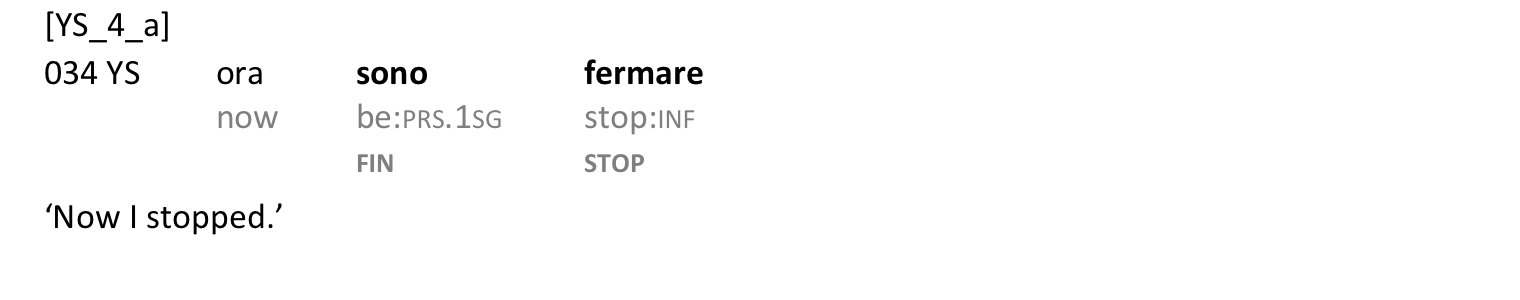 [YS_4_a]
034 YS ora sono fermare
now be:PRS.1SG stop:INF
FIN STOP
‘Now I stopped.’